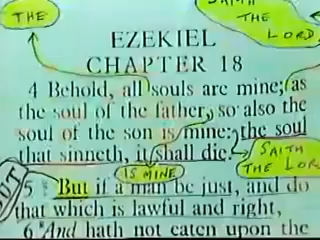 THE
SAITH
THE
LORD
EZEKIEL
CHAPTER 18
4 Behold, all souls are mine; as
the soul of the father, so also the
soul of the son is mine: the soul
that sinneth, it shall die.
SAITH
THE LOR
IS MINE
BUT
5 But if a man be just, and do
that which is lawful and right,
6 And hath not eaten upon the